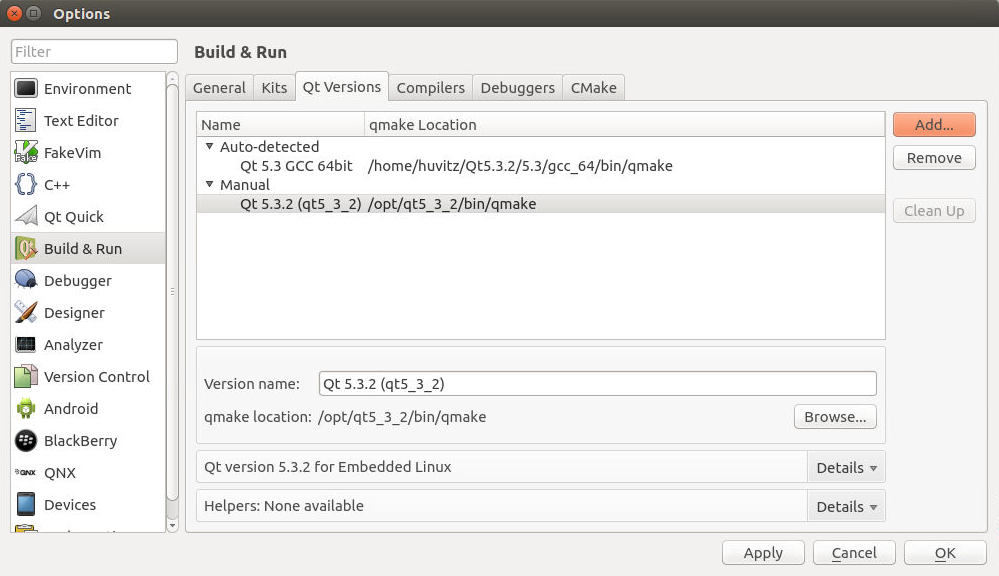 Options
Filter
Build & Run
Environment
Text Editor
FakeVim
C++
Qt Quick
Build & Run
Debugger
Designer
Analyzer
Version Control
Android
BlackBerry
QNX
Devices
General Kits Qt Versions Compilers Debuggers CMake
Name qmake Location
Auto-detected
Qt 5.3 GCC 64bit /home/huvitz/Qt5.3.2/5.3/gcc_64/bin/qmake
Manual
Qt 5.3.2 (qt5_3_2) /opt/qt5_3_2/bin/qmake
Add...
Remove
Clean Up
Version name: Qt 5.3.2 (qt5_3_2)
qmake location: /opt/qt5_3_2/bin/qmake Browse...
Qt version 5.3.2 for Embedded Linux Details
Helpers: None available Details
Apply Cancel OK